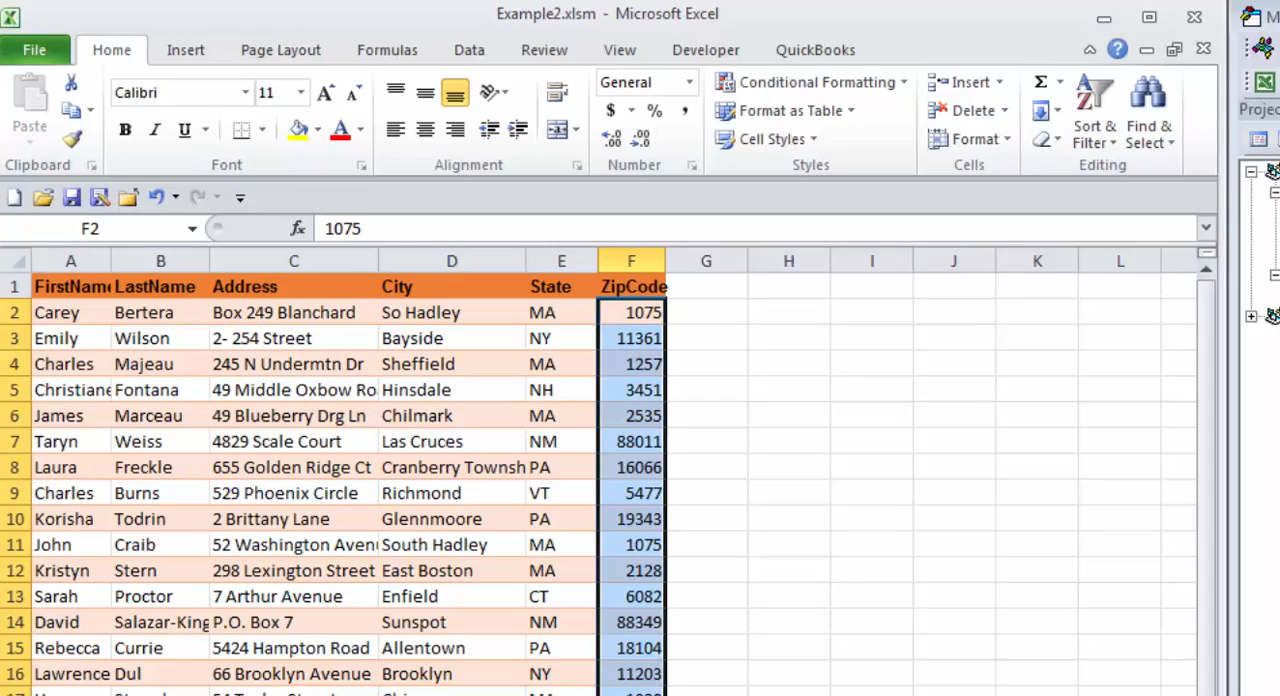 Example2.xlsm - Microsoft Excel
File Home Insert Page Layout Formulas Data Review View Developer QuickBooks
Calibri 11 General Conditional Formatting Insert Σ
Paste $ % , Format as Table Delete Sort & Find &
B I U A Cell Styles Format Filter Select
Clipboard Font Alignment Number Styles Cells Editing
Projec
F2 fx 1075
A B C D E F G H I J K L
1 FirstNam LastName Address City State ZipCode
2 Carey Bertera Box 249 Blanchard So Hadley MA 1075
3 Emily Wilson 2- 254 Street Bayside NY 11361
4 Charles Majeau 245 N Undermtn Dr Sheffield MA 1257
5 Christiane Fontana 49 Middle Oxbow Ro Hinsdale NH 3451
6 James Marceau 49 Blueberry Drg Ln Chilmark MA 2535
7 Taryn Weiss 4829 Scale Court Las Cruces NM 88011
8 Laura Freckle 655 Golden Ridge Ct Cranberry Townsh PA 16066
9 Charles Burns 529 Phoenix Circle Richmond VT 5477
10 Korisha Todrin 2 Brittany Lane Glennmoore PA 19343
11 John Craib 52 Washington Aven South Hadley MA 1075
12 Kristyn Stern 298 Lexington Street East Boston MA 2128
13 Sarah Proctor 7 Arthur Avenue Enfield CT 6082
14 David Salazar-King P.O. Box 7 Sunspot NM 88349
15 Rebecca Currie 5424 Hampton Road Allentown PA 18104
16 Lawrence Dul 66 Brooklyn Avenue Brooklyn NY 11203